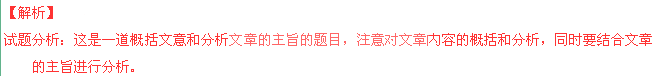 【解析】
试题分析：这是一道概括文意和分析文章的主旨的题目，注意对文章内容的概括和分析，同时要结合文章
的主旨进行分析。